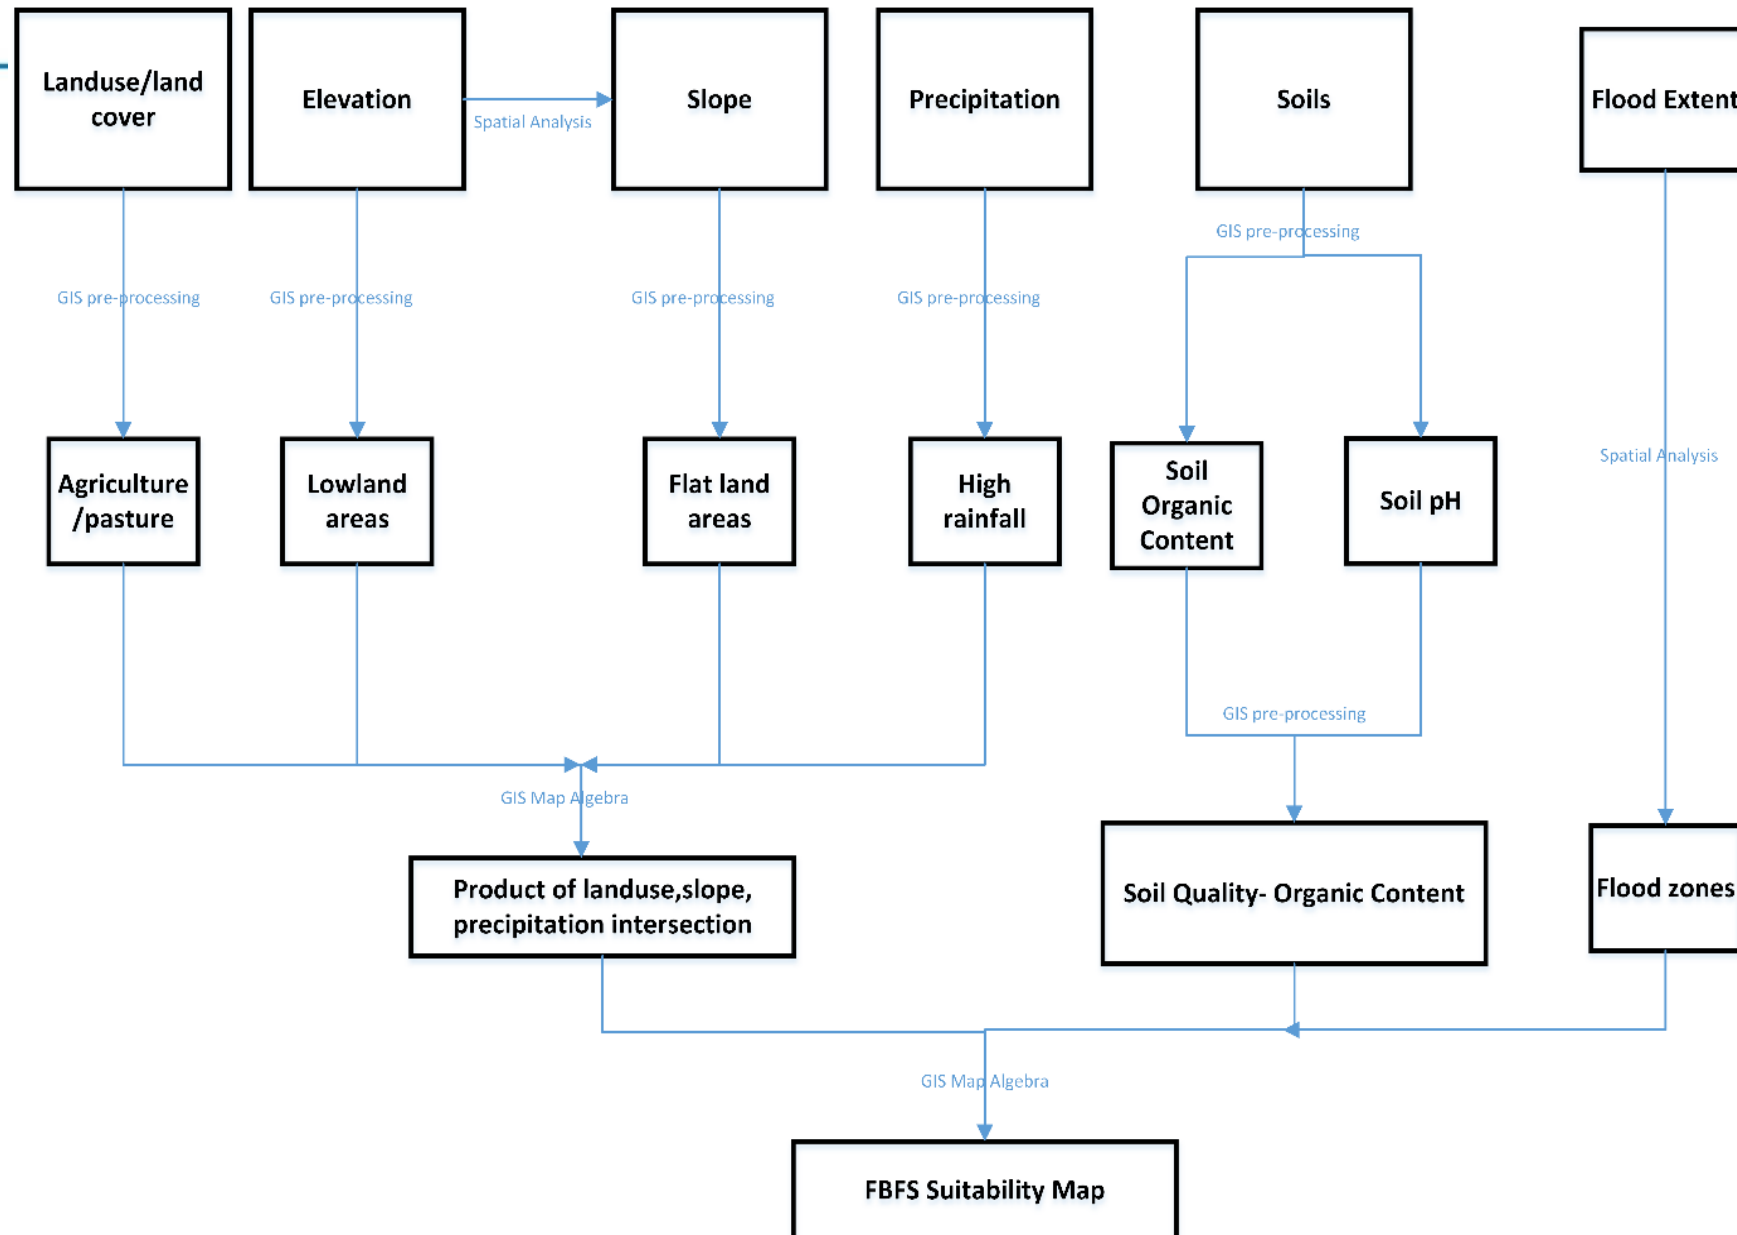 Landuse/land
cover
Elevation
Spatial Analysis
Slope
Precipitation
Soils
Flood Extent
GIS pre-processing
GIS pre-processing
GIS pre-processing
GIS pre-processing
GIS pre-processing
Agriculture
/pasture
Lowland
areas
Flat land
areas
High
rainfall
Soil
Organic
Content
Soil pH
Spatial Analysis
GIS pre-processing
GIS Map Algebra
Product of landuse,slope,
precipitation intersection
Soil Quality- Organic Content
Flood zones
GIS Map Algebra
FBFS Suitability Map